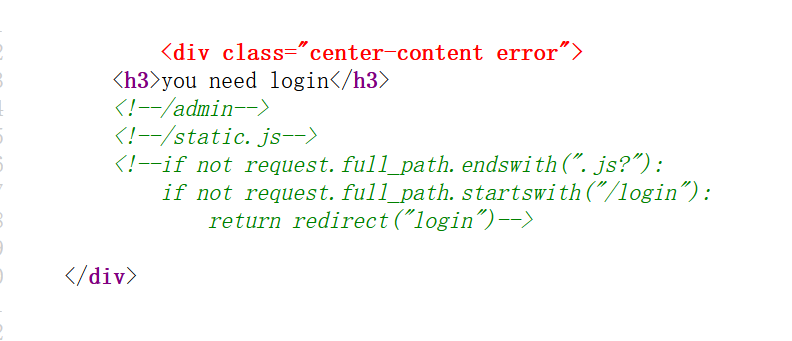 <div class="center-content error">
<h3>you need login</h3>
<!--/admin-->
<!--/static.js-->
<!--if not request.full_path.endswith(".js?"):
if not request.full_path.startswith("/login"):
return redirect("login")-->
</div>